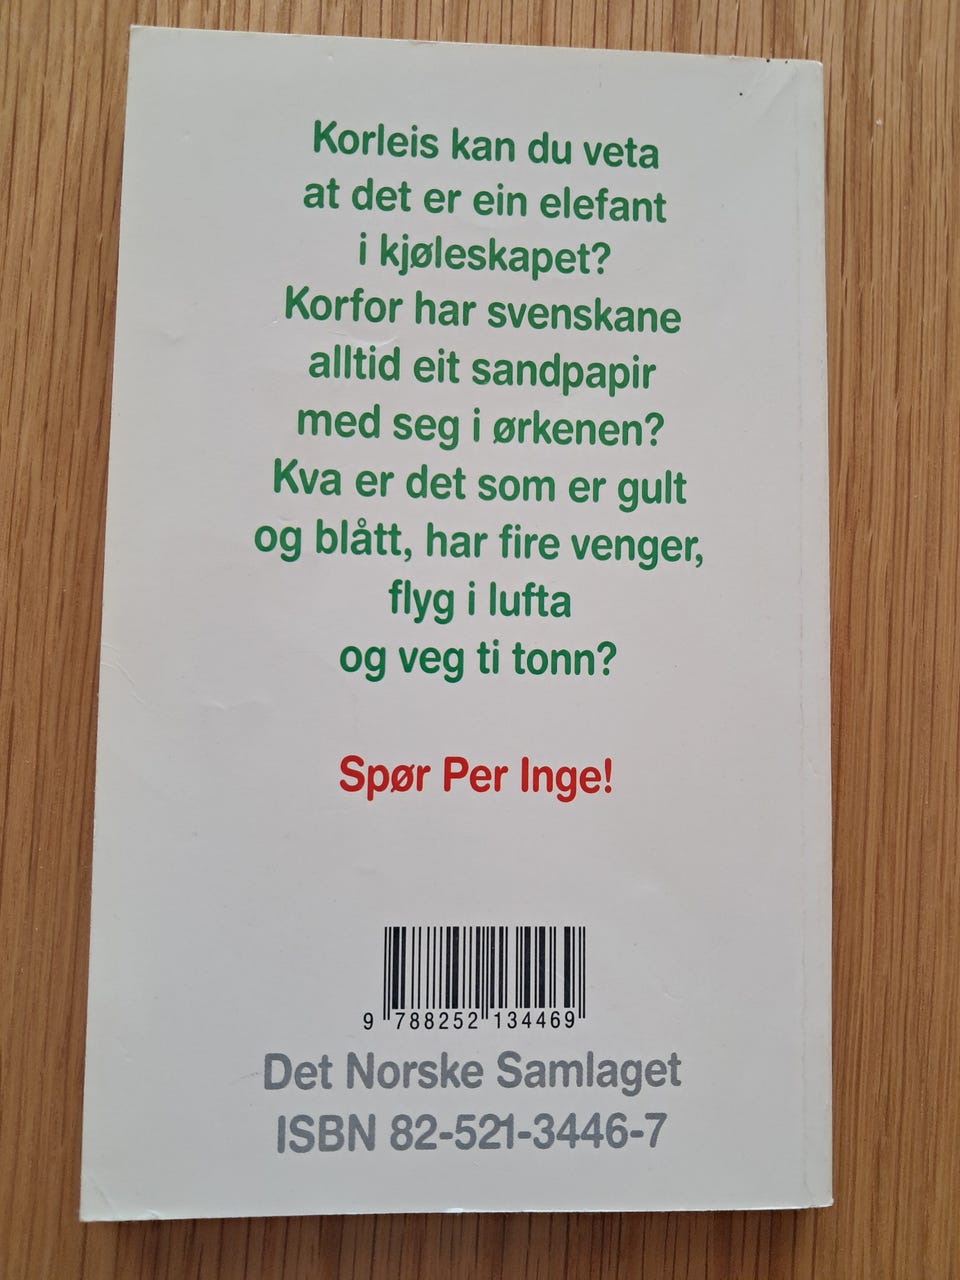 Korleis kan du veta
at det er ein elefant
i kjøleskapet?
Korfor har svenskane
alltid eit sandpapir
med seg i ørkenen?
Kva er det som er gult
og blått, har fire venger,
flyg i lufta
og veg ti tonn?
Spør Per Inge!
9 788252 134469
Det Norske Samlaget
ISBN 82-521-3446-7